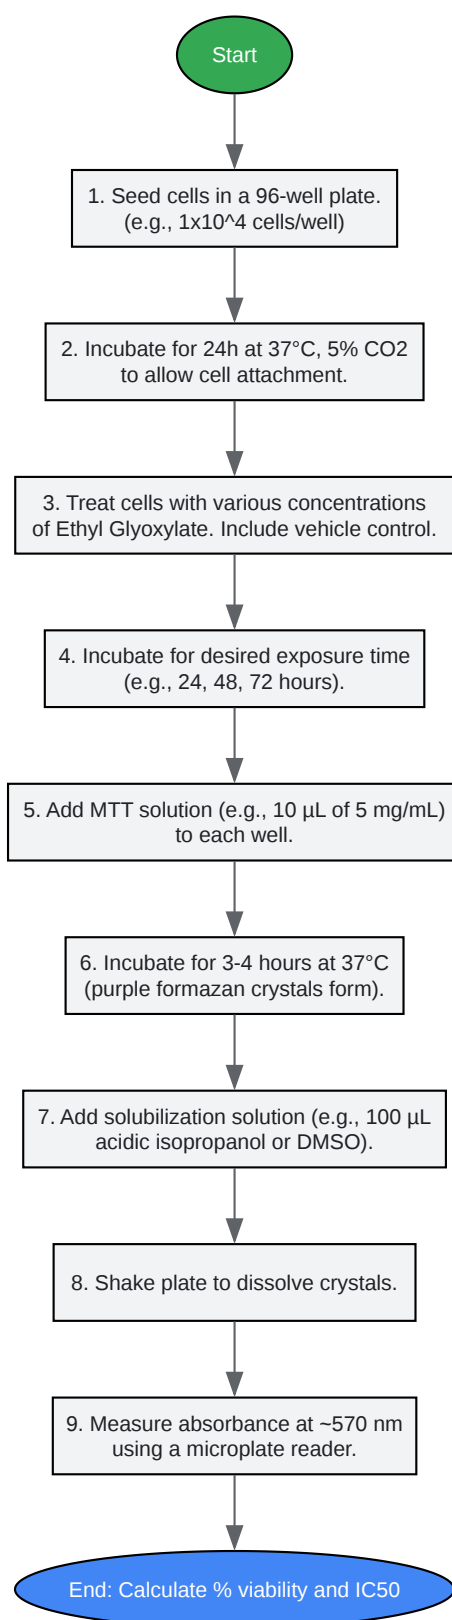 Start
1. Seed cells in a 96-well plate.
(e.g., 1x10^4 cells/well)
2. Incubate for 24h at 37°C, 5% CO2
to allow cell attachment.
3. Treat cells with various concentrations
of Ethyl Glyoxylate. Include vehicle control.
4. Incubate for desired exposure time
(e.g., 24, 48, 72 hours).
5. Add MTT solution (e.g., 10 µL of 5 mg/mL)
to each well.
6. Incubate for 3-4 hours at 37°C
(purple formazan crystals form).
7. Add solubilization solution (e.g., 100 µL
acidic isopropanol or DMSO).
8. Shake plate to dissolve crystals.
9. Measure absorbance at ~570 nm
using a microplate reader.
End: Calculate % viability and IC50